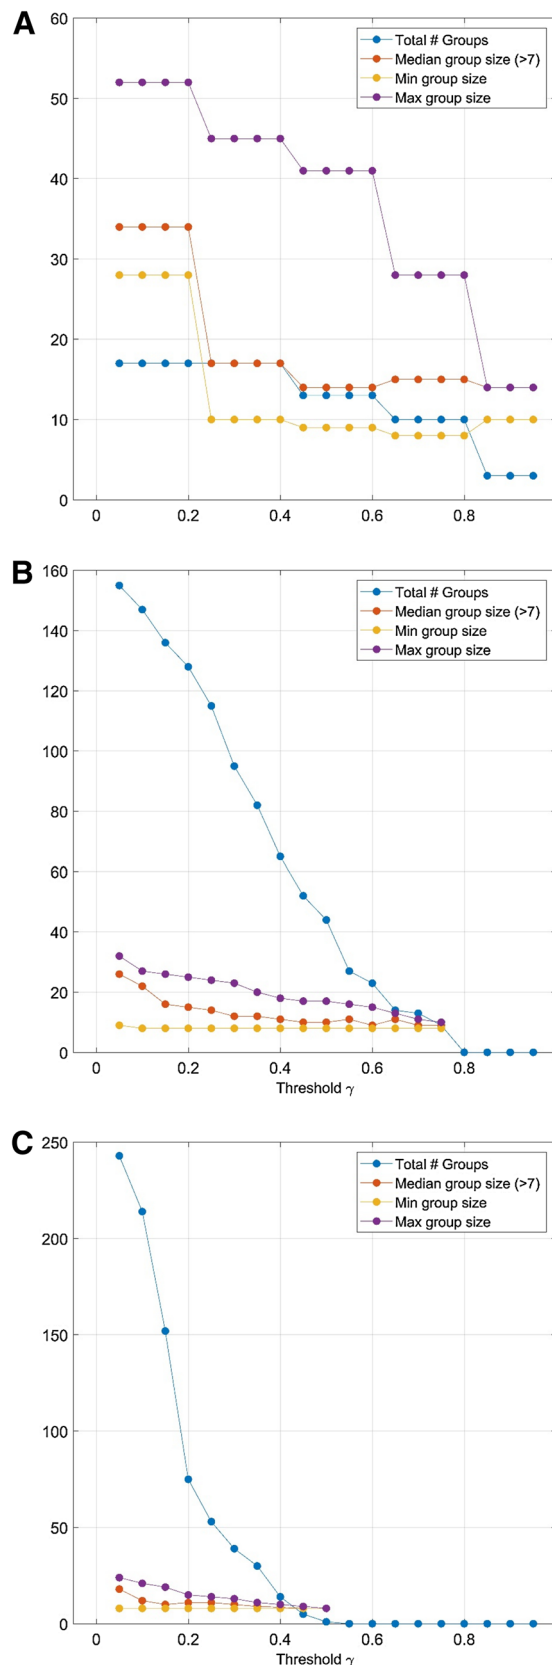 A
60
50
40
30
20
10
0
0 0.2 0.4 0.6 0.8
Total # Groups
Median group size (>7)
Min group size
Max group size
B
160
140
120
100
80
60
40
20
0
0 0.2 0.4 0.6 0.8
Threshold γ
Total # Groups
Median group size (>7)
Min group size
Max group size
C
250
200
150
100
50
0
0 0.2 0.4 0.6 0.8
Threshold γ
Total # Groups
Median group size (>7)
Min group size
Max group size